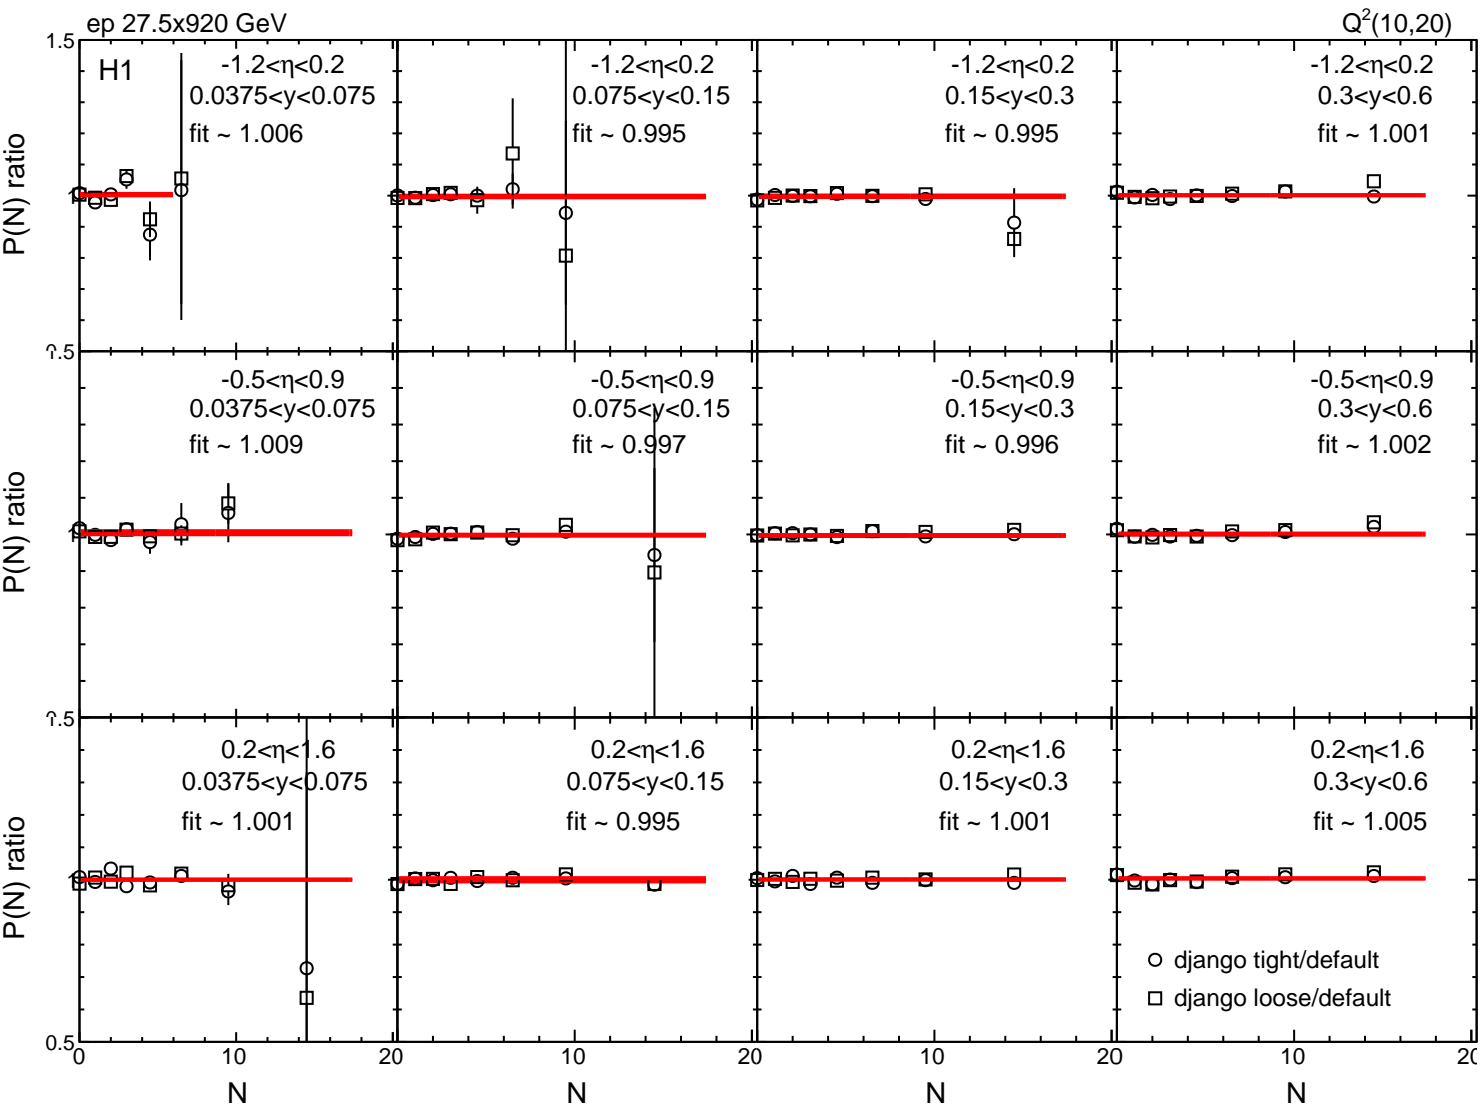 ep 27.5x920 GeV
Q²(10,20)
1.5
H1
-1.2<η<0.2
0.0375<y<0.075
fit ~ 1.006
-1.2<η<0.2
0.075<y<0.15
fit ~ 0.995
-1.2<η<0.2
0.15<y<0.3
fit ~ 0.995
-1.2<η<0.2
0.3<y<0.6
fit ~ 1.001
P(N) ratio
1
-0.5<η<0.9
0.0375<y<0.075
fit ~ 1.009
-0.5<η<0.9
0.075<y<0.15
fit ~ 0.997
-0.5<η<0.9
0.15<y<0.3
fit ~ 0.996
-0.5<η<0.9
0.3<y<0.6
fit ~ 1.002
P(N) ratio
1
0.2<η<1.6
0.0375<y<0.075
fit ~ 1.001
0.2<η<1.6
0.075<y<0.15
fit ~ 0.995
0.2<η<1.6
0.15<y<0.3
fit ~ 1.001
0.2<η<1.6
0.3<y<0.6
fit ~ 1.005
P(N) ratio
1
django tight/default
django loose/default
0.5
0 10 20 10 20 10 20 10 20
N N N N